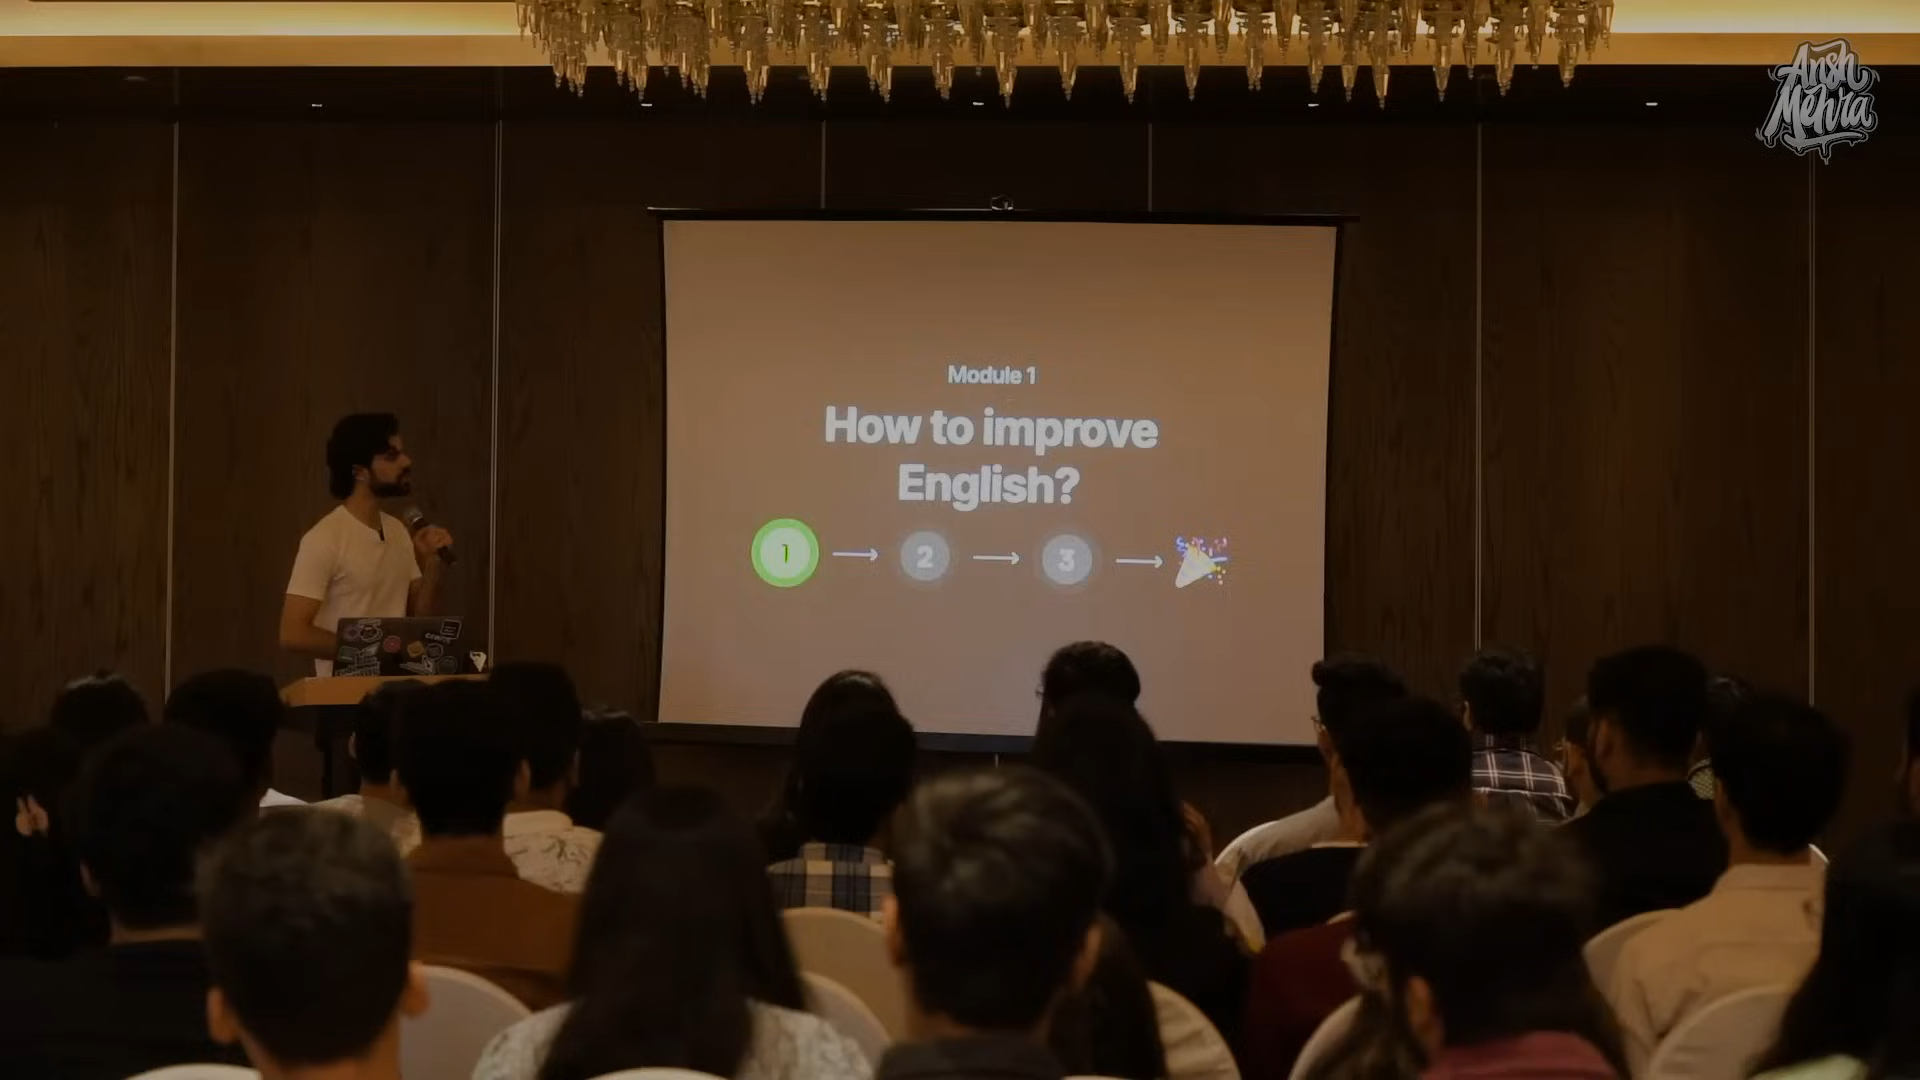 Ansh
Mehra
Module 1
How to improve
English?
1 → 2 → 3 →